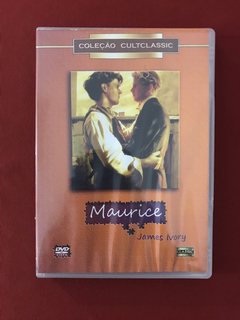 COLEÇÃO CULTCLASSIC
Maurice
James Ivory
DVD